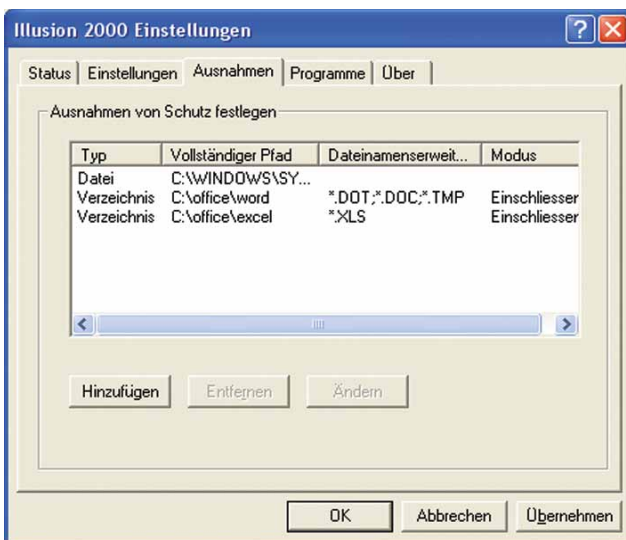 Illusion 2000 Einstellungen
Status Einstellungen Ausnahmen Programme Über
Ausnahmen von Schutz festlegen
Typ Vollständiger Pfad Dateinamenserweit... Modus
Datei C:\WINDOWS\SY...
Verzeichnis C:\office\word *.DOT;*.DOC;*.TMP Einschliesser
Verzeichnis C:\office\excel *.XLS Einschliesser
Hinzufügen Entfernen Ändern
OK Abbrechen Übernehmen